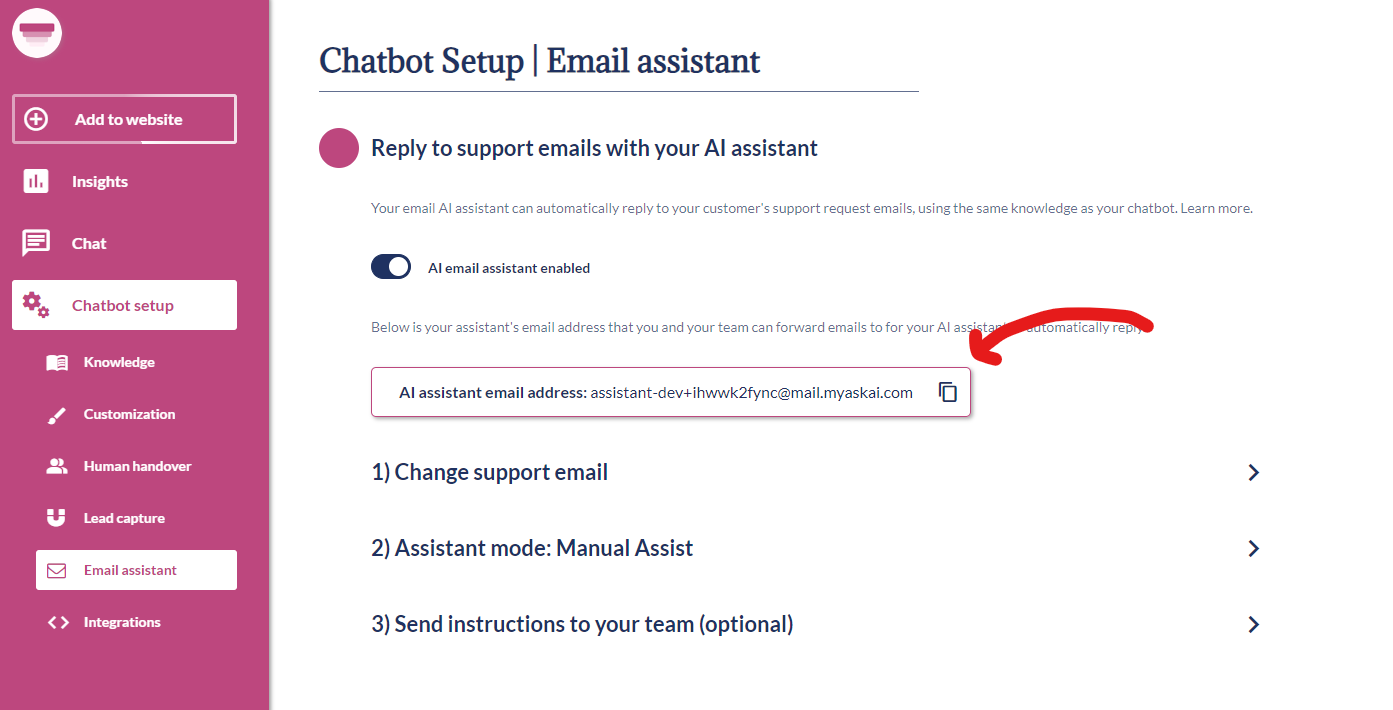 Chatbot Setup | Email assistant
Add to website
Insights
Chat
Chatbot setup
Knowledge
Customization
Human handover
Lead capture
Email assistant
Integrations
Reply to support emails with your AI assistant
Your email AI assistant can automatically reply to your customer's support request emails, using the same knowledge as your chatbot. Learn more.
AI email assistant enabled
Below is your assistant's email address that you and your team can forward emails to for your AI assistant automatically reply
AI assistant email address: assistant-dev+ihwwk2fync@mail.myaskai.com
1) Change support email
2) Assistant mode: Manual Assist
3) Send instructions to your team (optional)